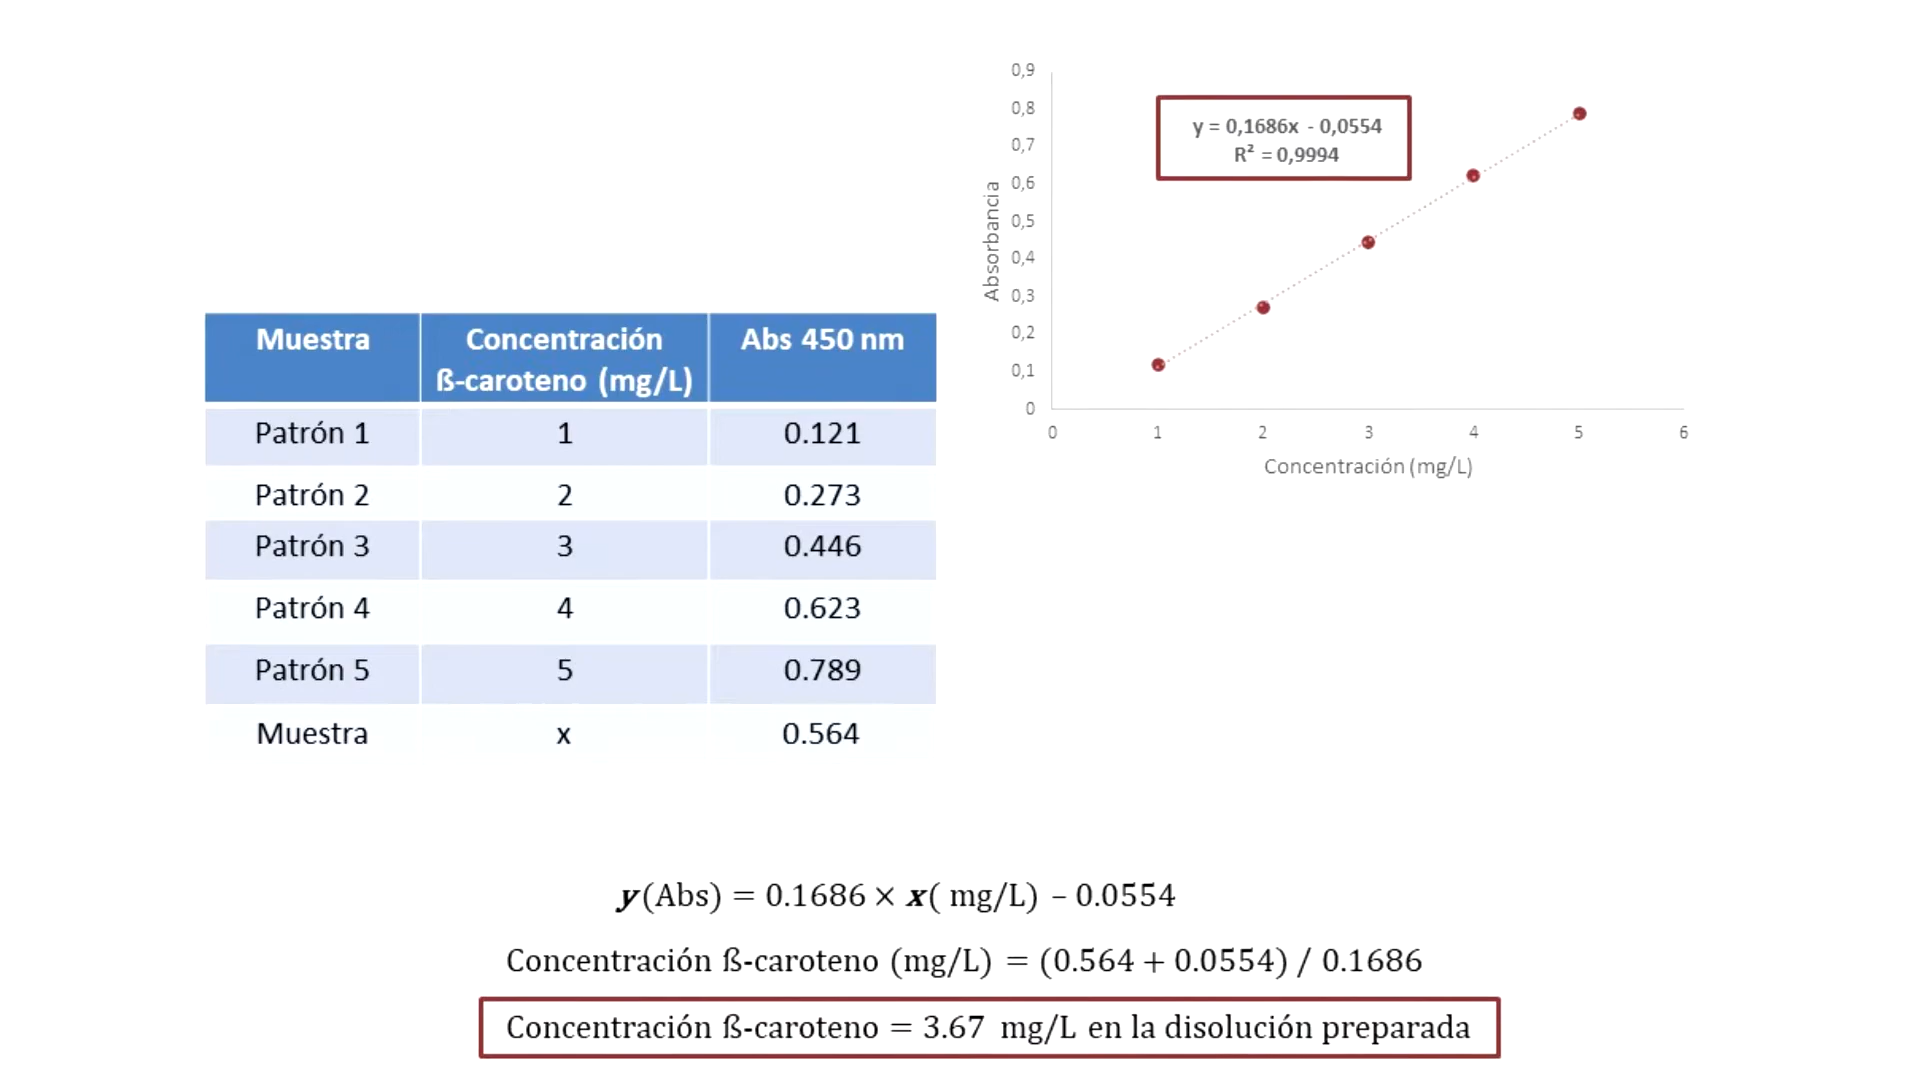 Muestra Concentración ß-caroteno (mg/L) Abs 450 nm
Patrón 1 1 0.121
Patrón 2 2 0.273
Patrón 3 3 0.446
Patrón 4 4 0.623
Patrón 5 5 0.789
Muestra x 0.564
0,9
0,8
0,7
0,6
0,5
0,4
0,3
0,2
0,1
0
Absorbancia
y = 0,1686x - 0,0554
R² = 0,9994
0 1 2 3 4 5 6
Concentración (mg/L)
y(Abs) = 0.1686 × x( mg/L) – 0.0554
Concentración ß-caroteno (mg/L) = (0.564 + 0.0554) / 0.1686
Concentración ß-caroteno = 3.67 mg/L en la disolución preparada